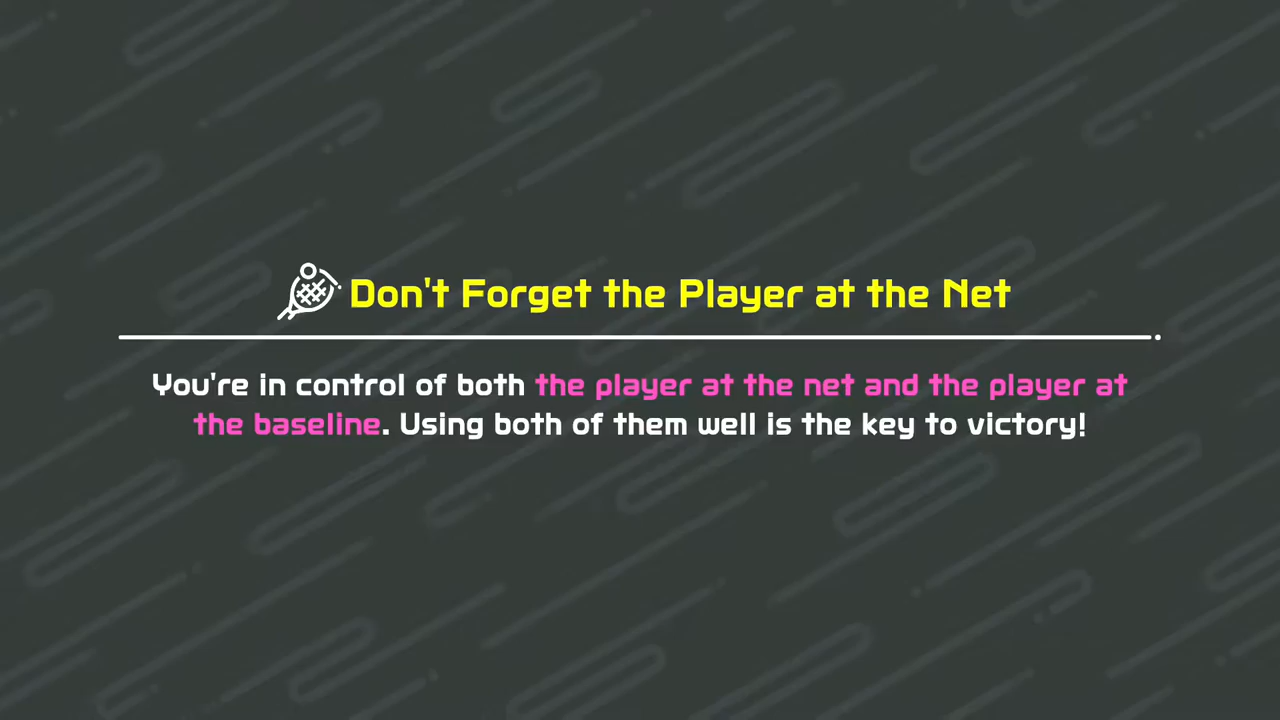 Don't Forget the Player at the Net
You're in control of both the player at the net and the player at
the baseline. Using both of them well is the key to victory!